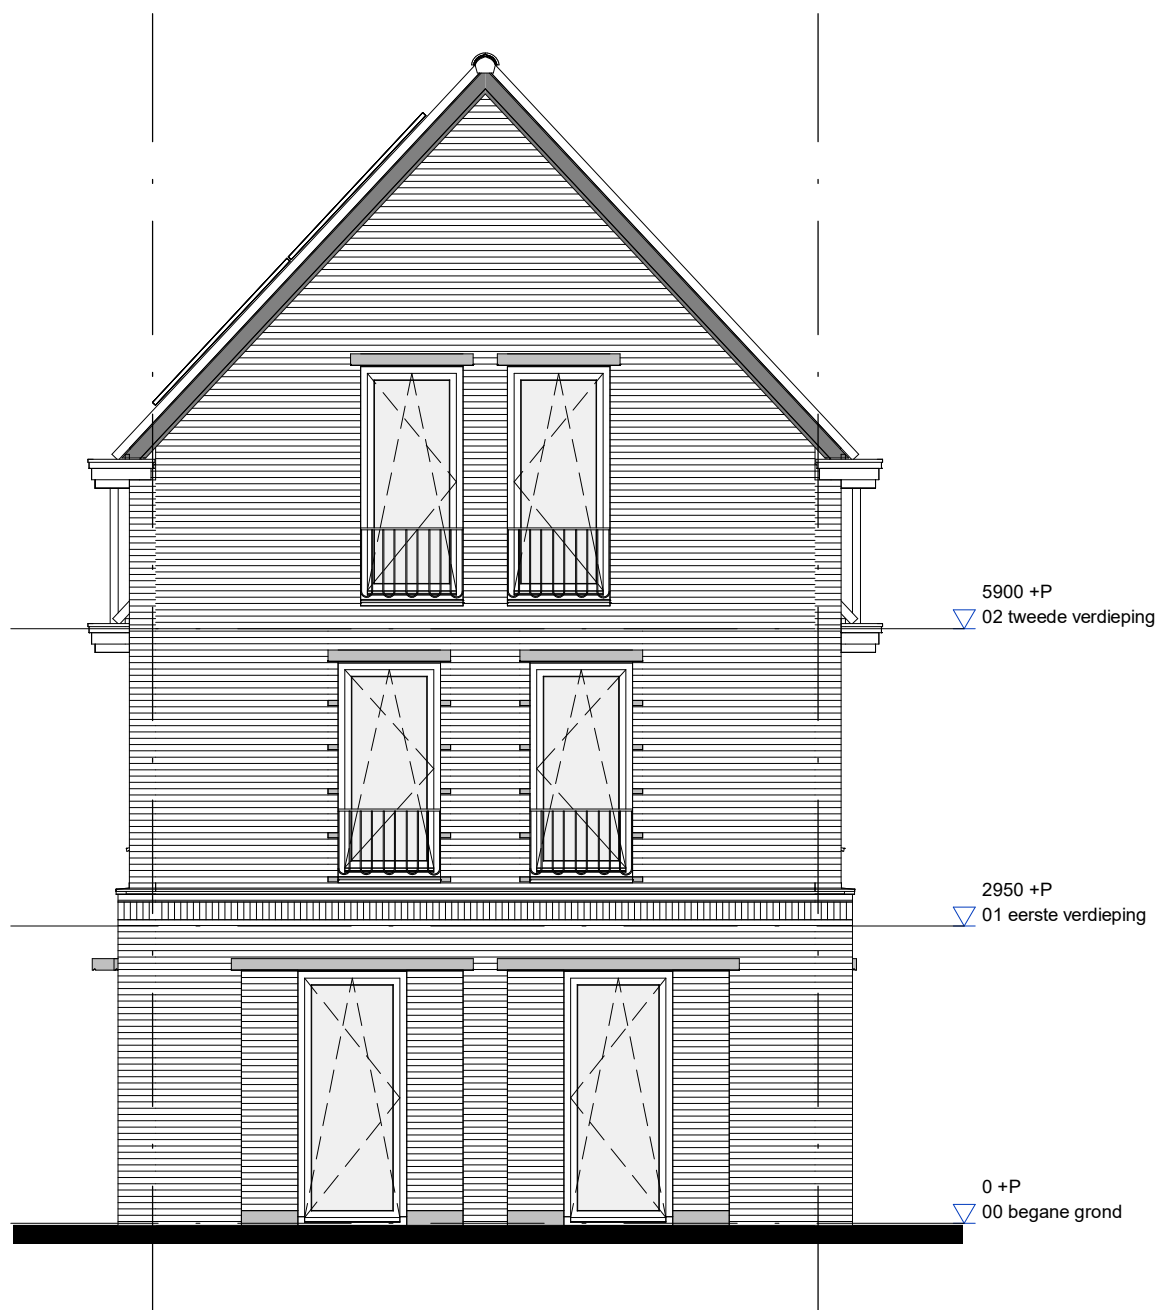 5900 +P
02 tweede verdieping
2950 +P
01 eerste verdieping
0 +P
00 begane grond